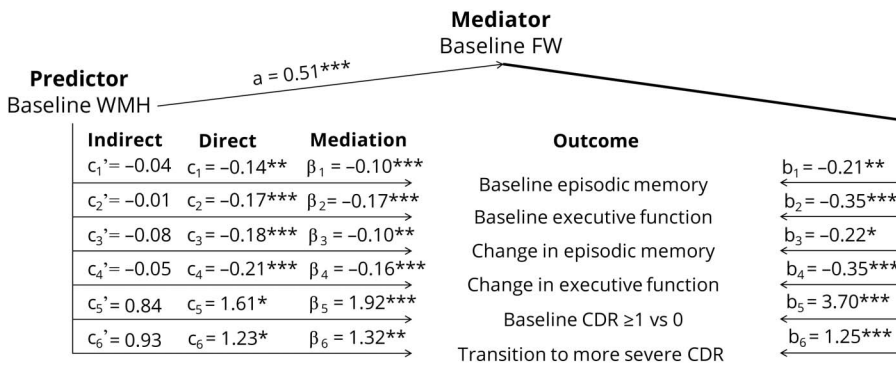 Mediator
Baseline FW
a = 0.51***
Predictor
Baseline WMH
Indirect Direct Mediation Outcome
c₁’= –0.04 c₁ = –0.14** β₁ = –0.10*** b₁ = –0.21**
Baseline episodic memory
c₂’= –0.01 c₂ = –0.17*** β₂= –0.17*** b₂ = –0.35***
Baseline executive function
c₃’= –0.08 c₃ = –0.18*** β₃ = –0.10** b₃ = –0.22*
Change in episodic memory
c₄’= –0.05 c₄ = –0.21*** β₄ = –0.16*** b₄ = –0.35***
Change in executive function
c₅’= 0.84 c₅ = 1.61* β₅ = 1.92*** b₅ = 3.70***
Baseline CDR ≥1 vs 0
c₆’= 0.93 c₆ = 1.23* β₆ = 1.32** b₆ = 1.25***
Transition to more severe CDR